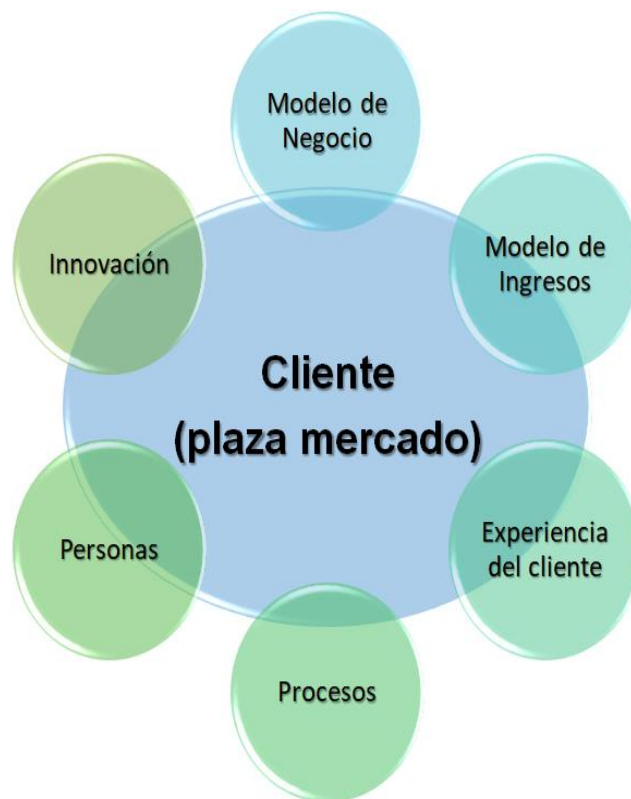 Modelo de
Negocio
Modelo de
Ingresos
Experiencia
del cliente
Procesos
Personas
Innovación
Cliente
(plaza mercado)